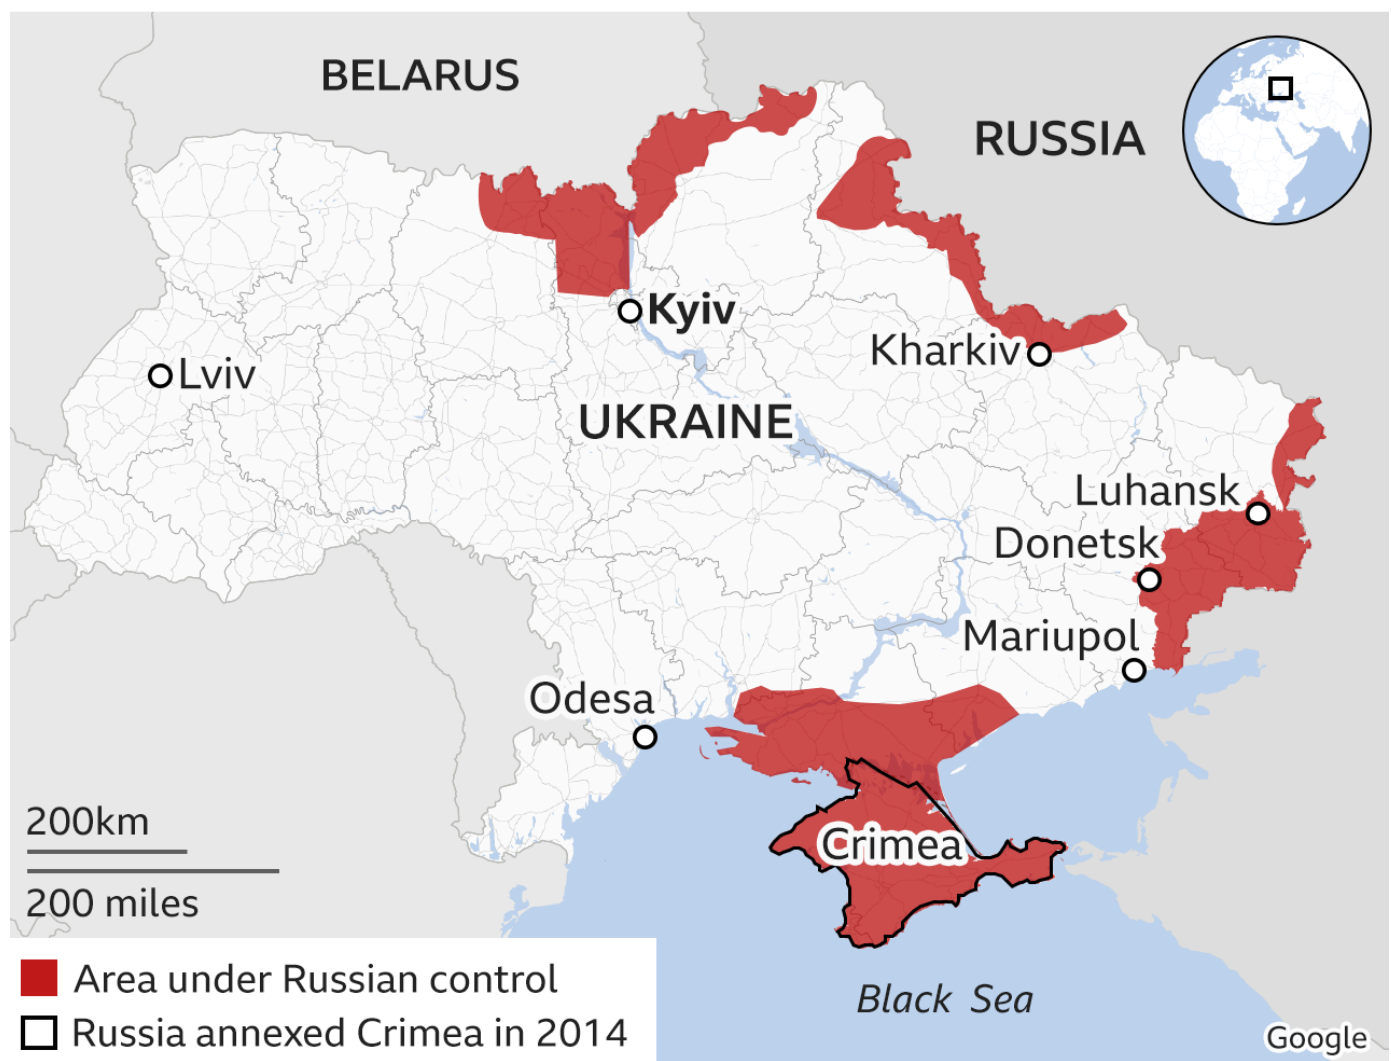 BELARUS
RUSSIA
Kyiv
Kharkiv
Lviv
UKRAINE
Luhansk
Donetsk
Mariupol
Odesa
Crimea
200km
200 miles
Area under Russian control
Russia annexed Crimea in 2014
Black Sea
Google